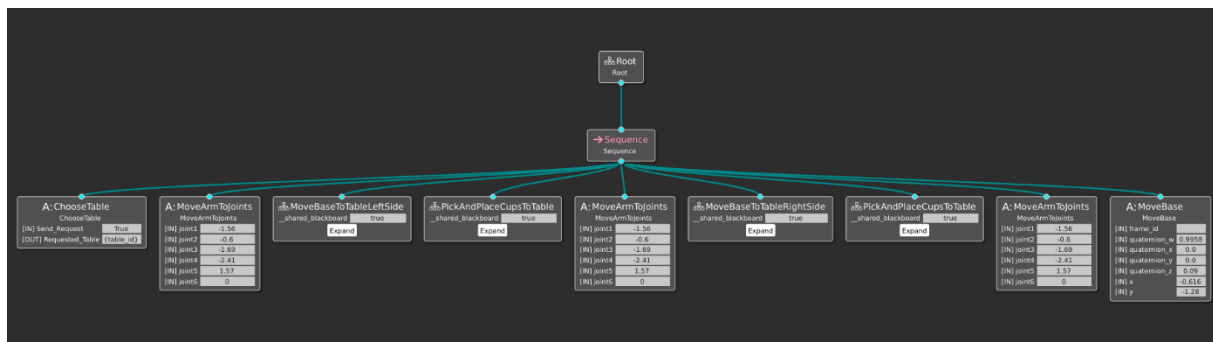 Root
Root
Sequence
Sequence
A: ChooseTable
ChooseTable
[IN] Send_Request True
[OUT] Requested_Table {table_id}
A: MoveArmToJoints
MoveArmToJoints
[IN] joint1 -1.56
[IN] joint2 -0.6
[IN] joint3 -1.69
[IN] joint4 -2.41
[IN] joint5 1.57
[IN] joint6 0
MoveBaseToTableLeftSide
__shared_blackboard true
Expand
PickAndPlaceCupsToTable
__shared_blackboard true
Expand
A: MoveArmToJoints
MoveArmToJoints
[IN] joint1 -1.56
[IN] joint2 -0.6
[IN] joint3 -1.69
[IN] joint4 -2.41
[IN] joint5 1.57
[IN] joint6 0
MoveBaseToTableRightSide
__shared_blackboard true
Expand
PickAndPlaceCupsToTable
__shared_blackboard true
Expand
A: MoveArmToJoints
MoveArmToJoints
[IN] joint1 -1.56
[IN] joint2 -0.6
[IN] joint3 -1.69
[IN] joint4 -2.41
[IN] joint5 1.57
[IN] joint6 0
A: MoveBase
MoveBase
[IN] frame_id
[IN] quaternion_w 0.9958
[IN] quaternion_x 0.0
[IN] quaternion_y 0.0
[IN] quaternion_z 0.09
[IN] x -0.616
[IN] y -1.28